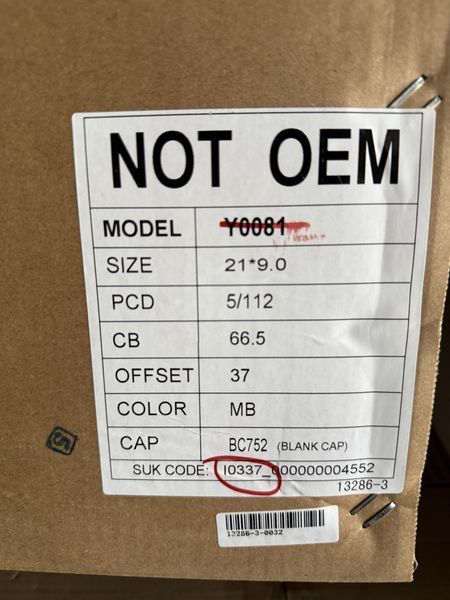 NOT OEM
MODEL Y0081
SIZE 21*9.0
PCD 5/112
CB 66.5
OFFSET 37
COLOR MB
CAP BC752 (BLANK CAP)
SUK CODE: I0337_000000004552
13286-3
13286-3-0032